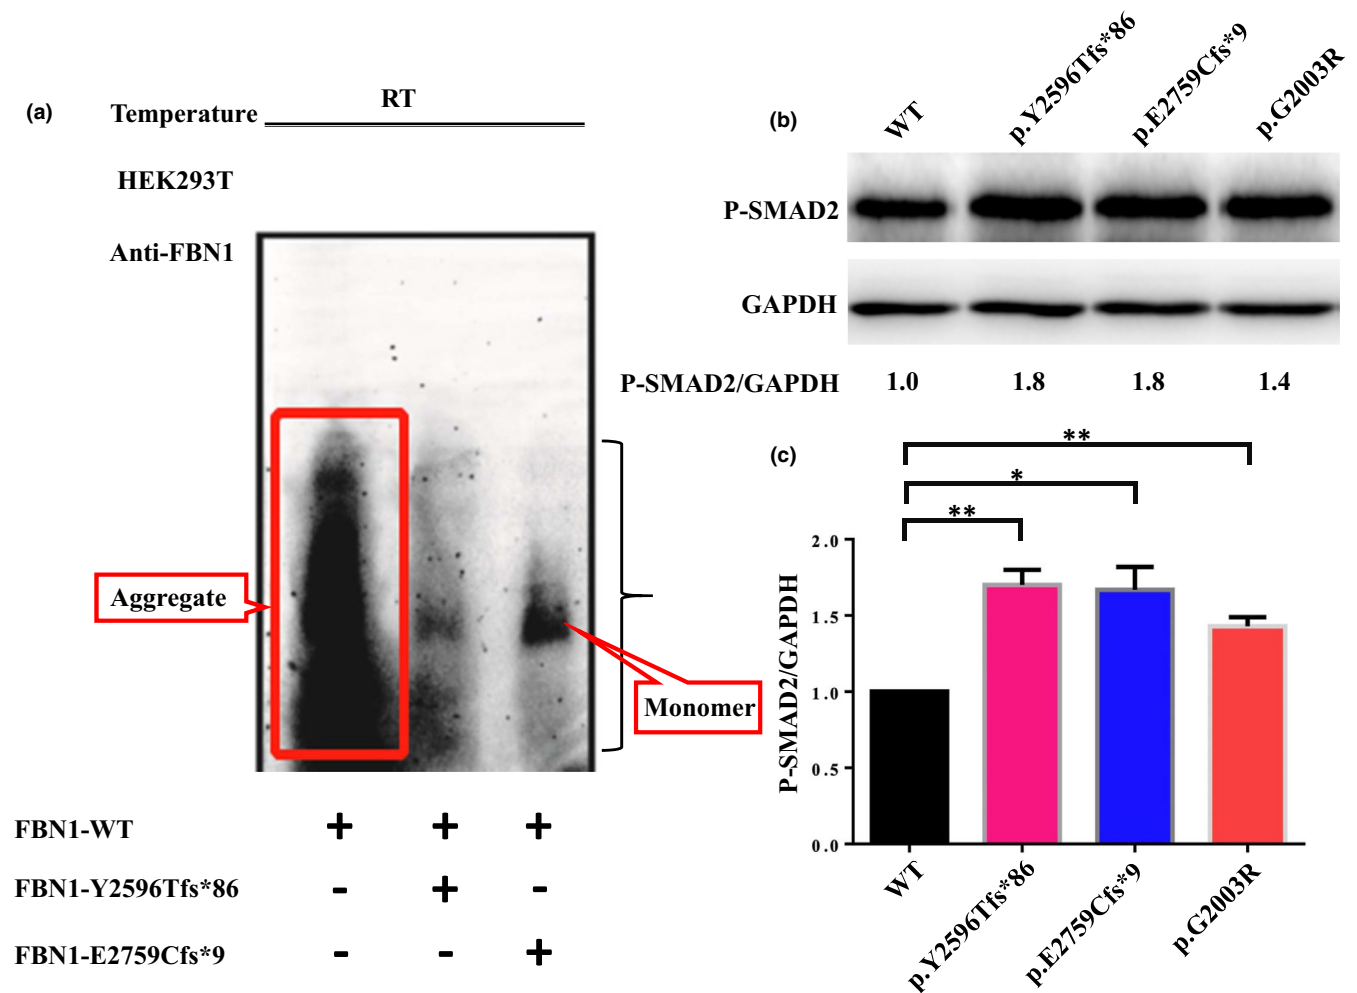 (a)
Temperature
RT
HEK293T
Anti-FBN1
Aggregate
Monomer
FBN1-WT + + +
FBN1-Y2596Tfs*86 - + -
FBN1-E2759Cfs*9 - - +
(b)
WT
p.Y2596Tfs*86
p.E2759Cfs*9
p.G2003R
P-SMAD2
GAPDH
P-SMAD2/GAPDH 1.0 1.8 1.8 1.4
(c)
**
*
**
P-SMAD2/GAPDH
2.0
1.5
1.0
0.5
0.0
WT
p.Y2596Tfs*86
p.E2759Cfs*9
p.G2003R